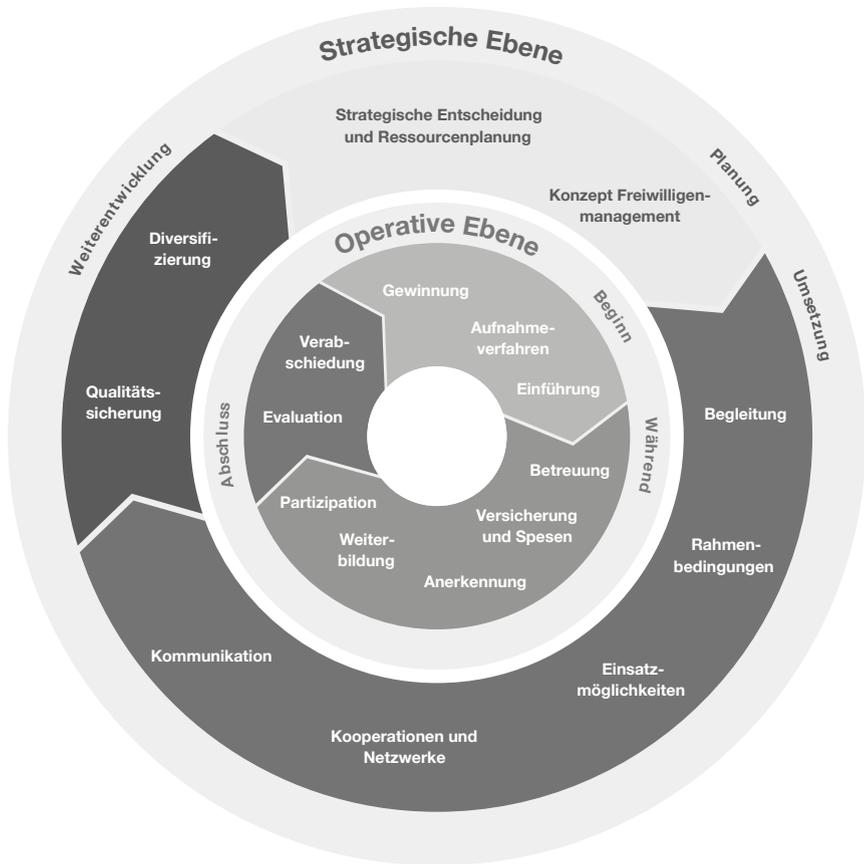 Strategische Ebene
Strategische Entscheidung
und Ressourcenplanung
Planung
Konzept Freiwilligen-
management
Umsetzung
Begleitung
Rahmen-
bedingungen
Einsatz-
möglichkeiten
Kooperationen und
Netzwerke
Kommunikation
Weiterentwicklung
Qualitäts-
sicherung
Diversifi-
zierung
Operative Ebene
Beginn
Gewinnung
Aufnahme-
verfahren
Einführung
Während
Betreuung
Versicherung
und Spesen
Anerkennung
Weiter-
bildung
Partizipation
Abschluss
Evaluation
Verab-
schiedung